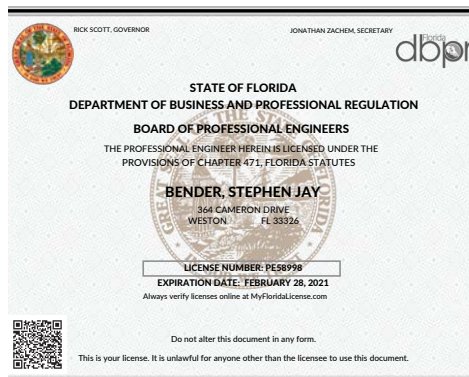 RICK SCOTT, GOVERNOR
JONATHAN ZACHEM, SECRETARY
Florida
dbpr
STATE OF FLORIDA
DEPARTMENT OF BUSINESS AND PROFESSIONAL REGULATION
BOARD OF PROFESSIONAL ENGINEERS
THE PROFESSIONAL ENGINEER HEREIN IS LICENSED UNDER THE
PROVISIONS OF CHAPTER 471, FLORIDA STATUTES
BENDER, STEPHEN JAY
364 CAMERON DRIVE
WESTON FL 33326
LICENSE NUMBER: PE58998
EXPIRATION DATE: FEBRUARY 28, 2021
Always verify licenses online at MyFloridaLicense.com
Do not alter this document in any form.
This is your license. It is unlawful for anyone other than the licensee to use this document.